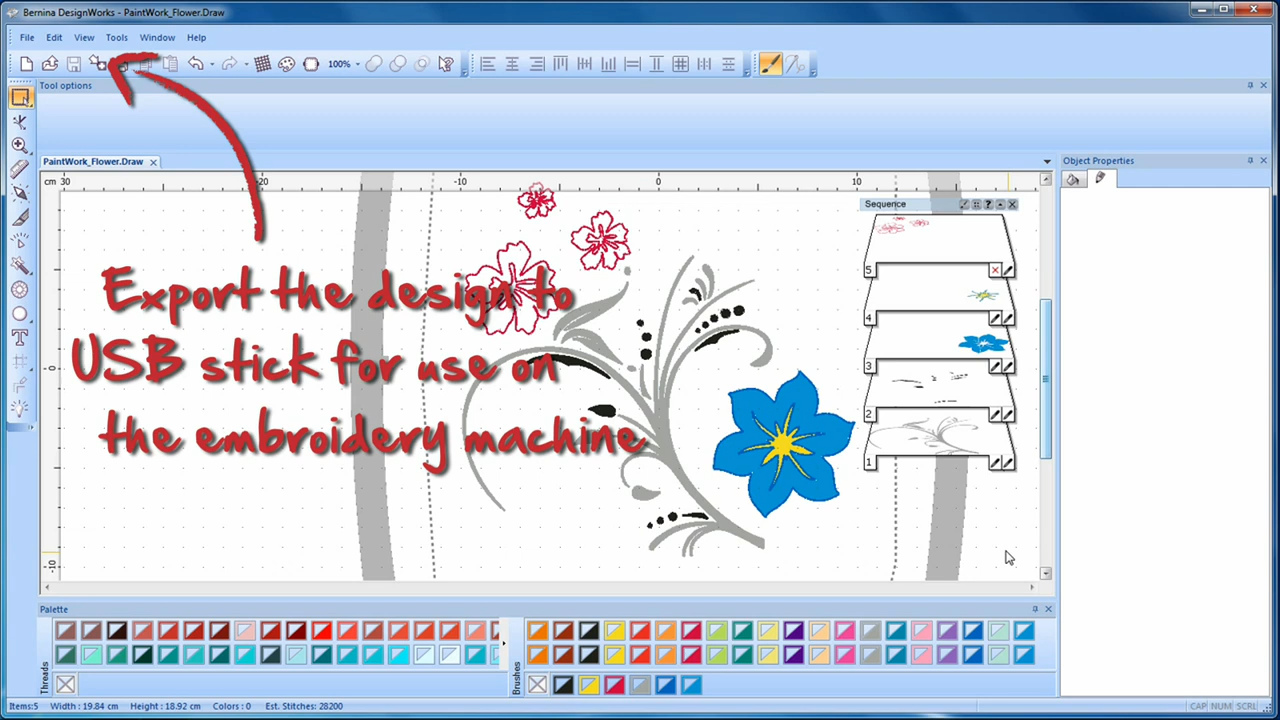 Bernina DesignWorks - PaintWork_Flower.Draw
File Edit View Tools Window Help
100%
Tool options
PaintWork_Flower.Draw
Object Properties
cm 30 -20 -10 0 10
Sequence
5
4
3
2
1
0
-10
Export the design to
USB stick for use on
the embroidery machine
Palette
Threads
Brushes
Items:5 Width : 19.84 cm Height : 18.92 cm Colors : 0 Est. Stitches: 28200 CAP NUM SCRL